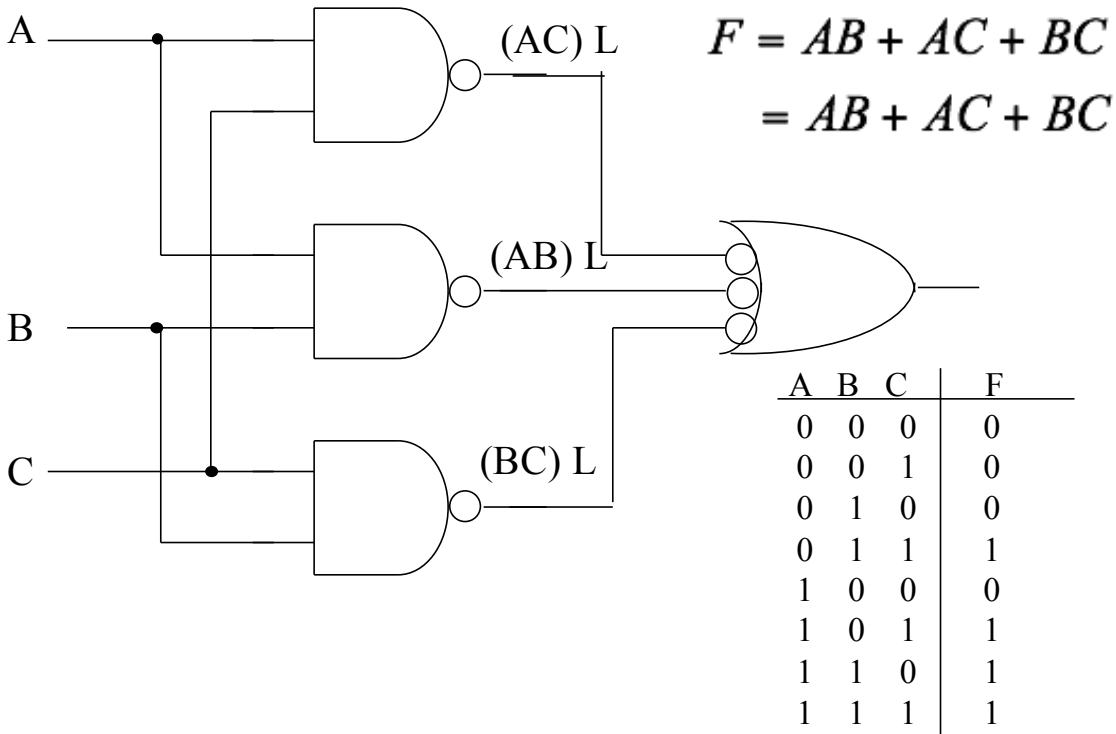 A
(AC) L
F = AB + AC + BC
= AB + AC + BC
(AB) L
B
(BC) L
C
A B C F
0 0 0 0
0 0 1 0
0 1 0 0
0 1 1 1
1 0 0 0
1 0 1 1
1 1 0 1
1 1 1 1